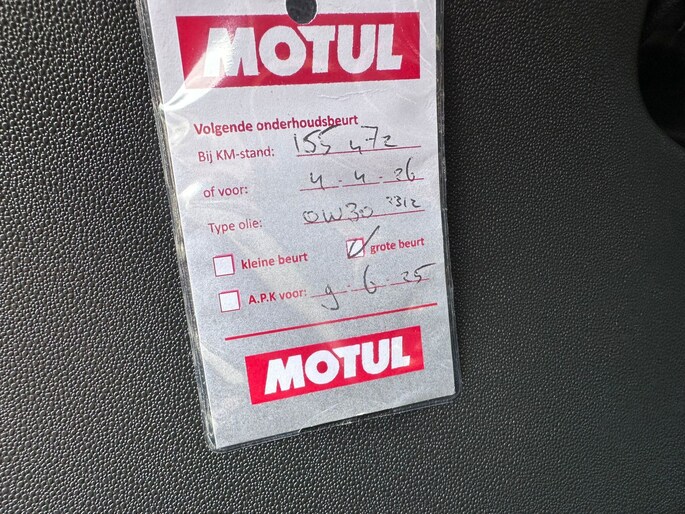 MOTUL
Volgende onderhoudsbeurt
Bij KM-stand: 155 472
of voor: 4-4-26
Type olie: 0W30 2312
kleine beurt grote beurt
A.P.K voor: 9-6-25
MOTUL